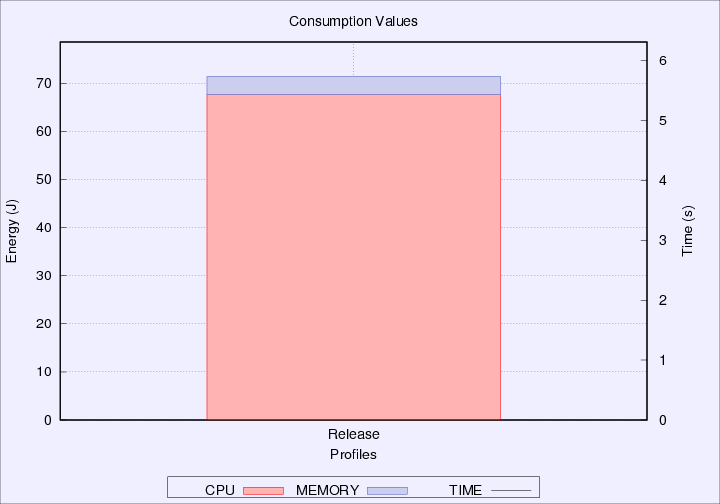 Consumption Values
70
60
50
40
30
20
10
0
Energy (J)
6
5
4
3
2
1
0
Time (s)
Release
Profiles
CPU MEMORY TIME